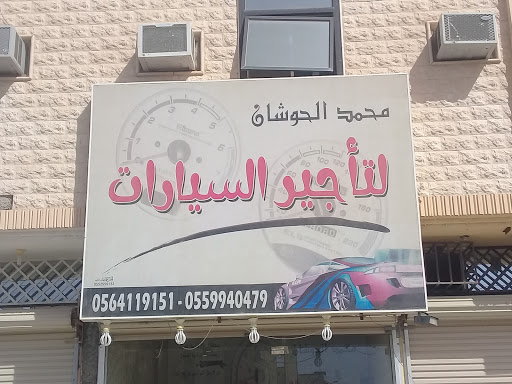 محمد الحوشان
لتأجير السيارات
0564119151 - 0559940479